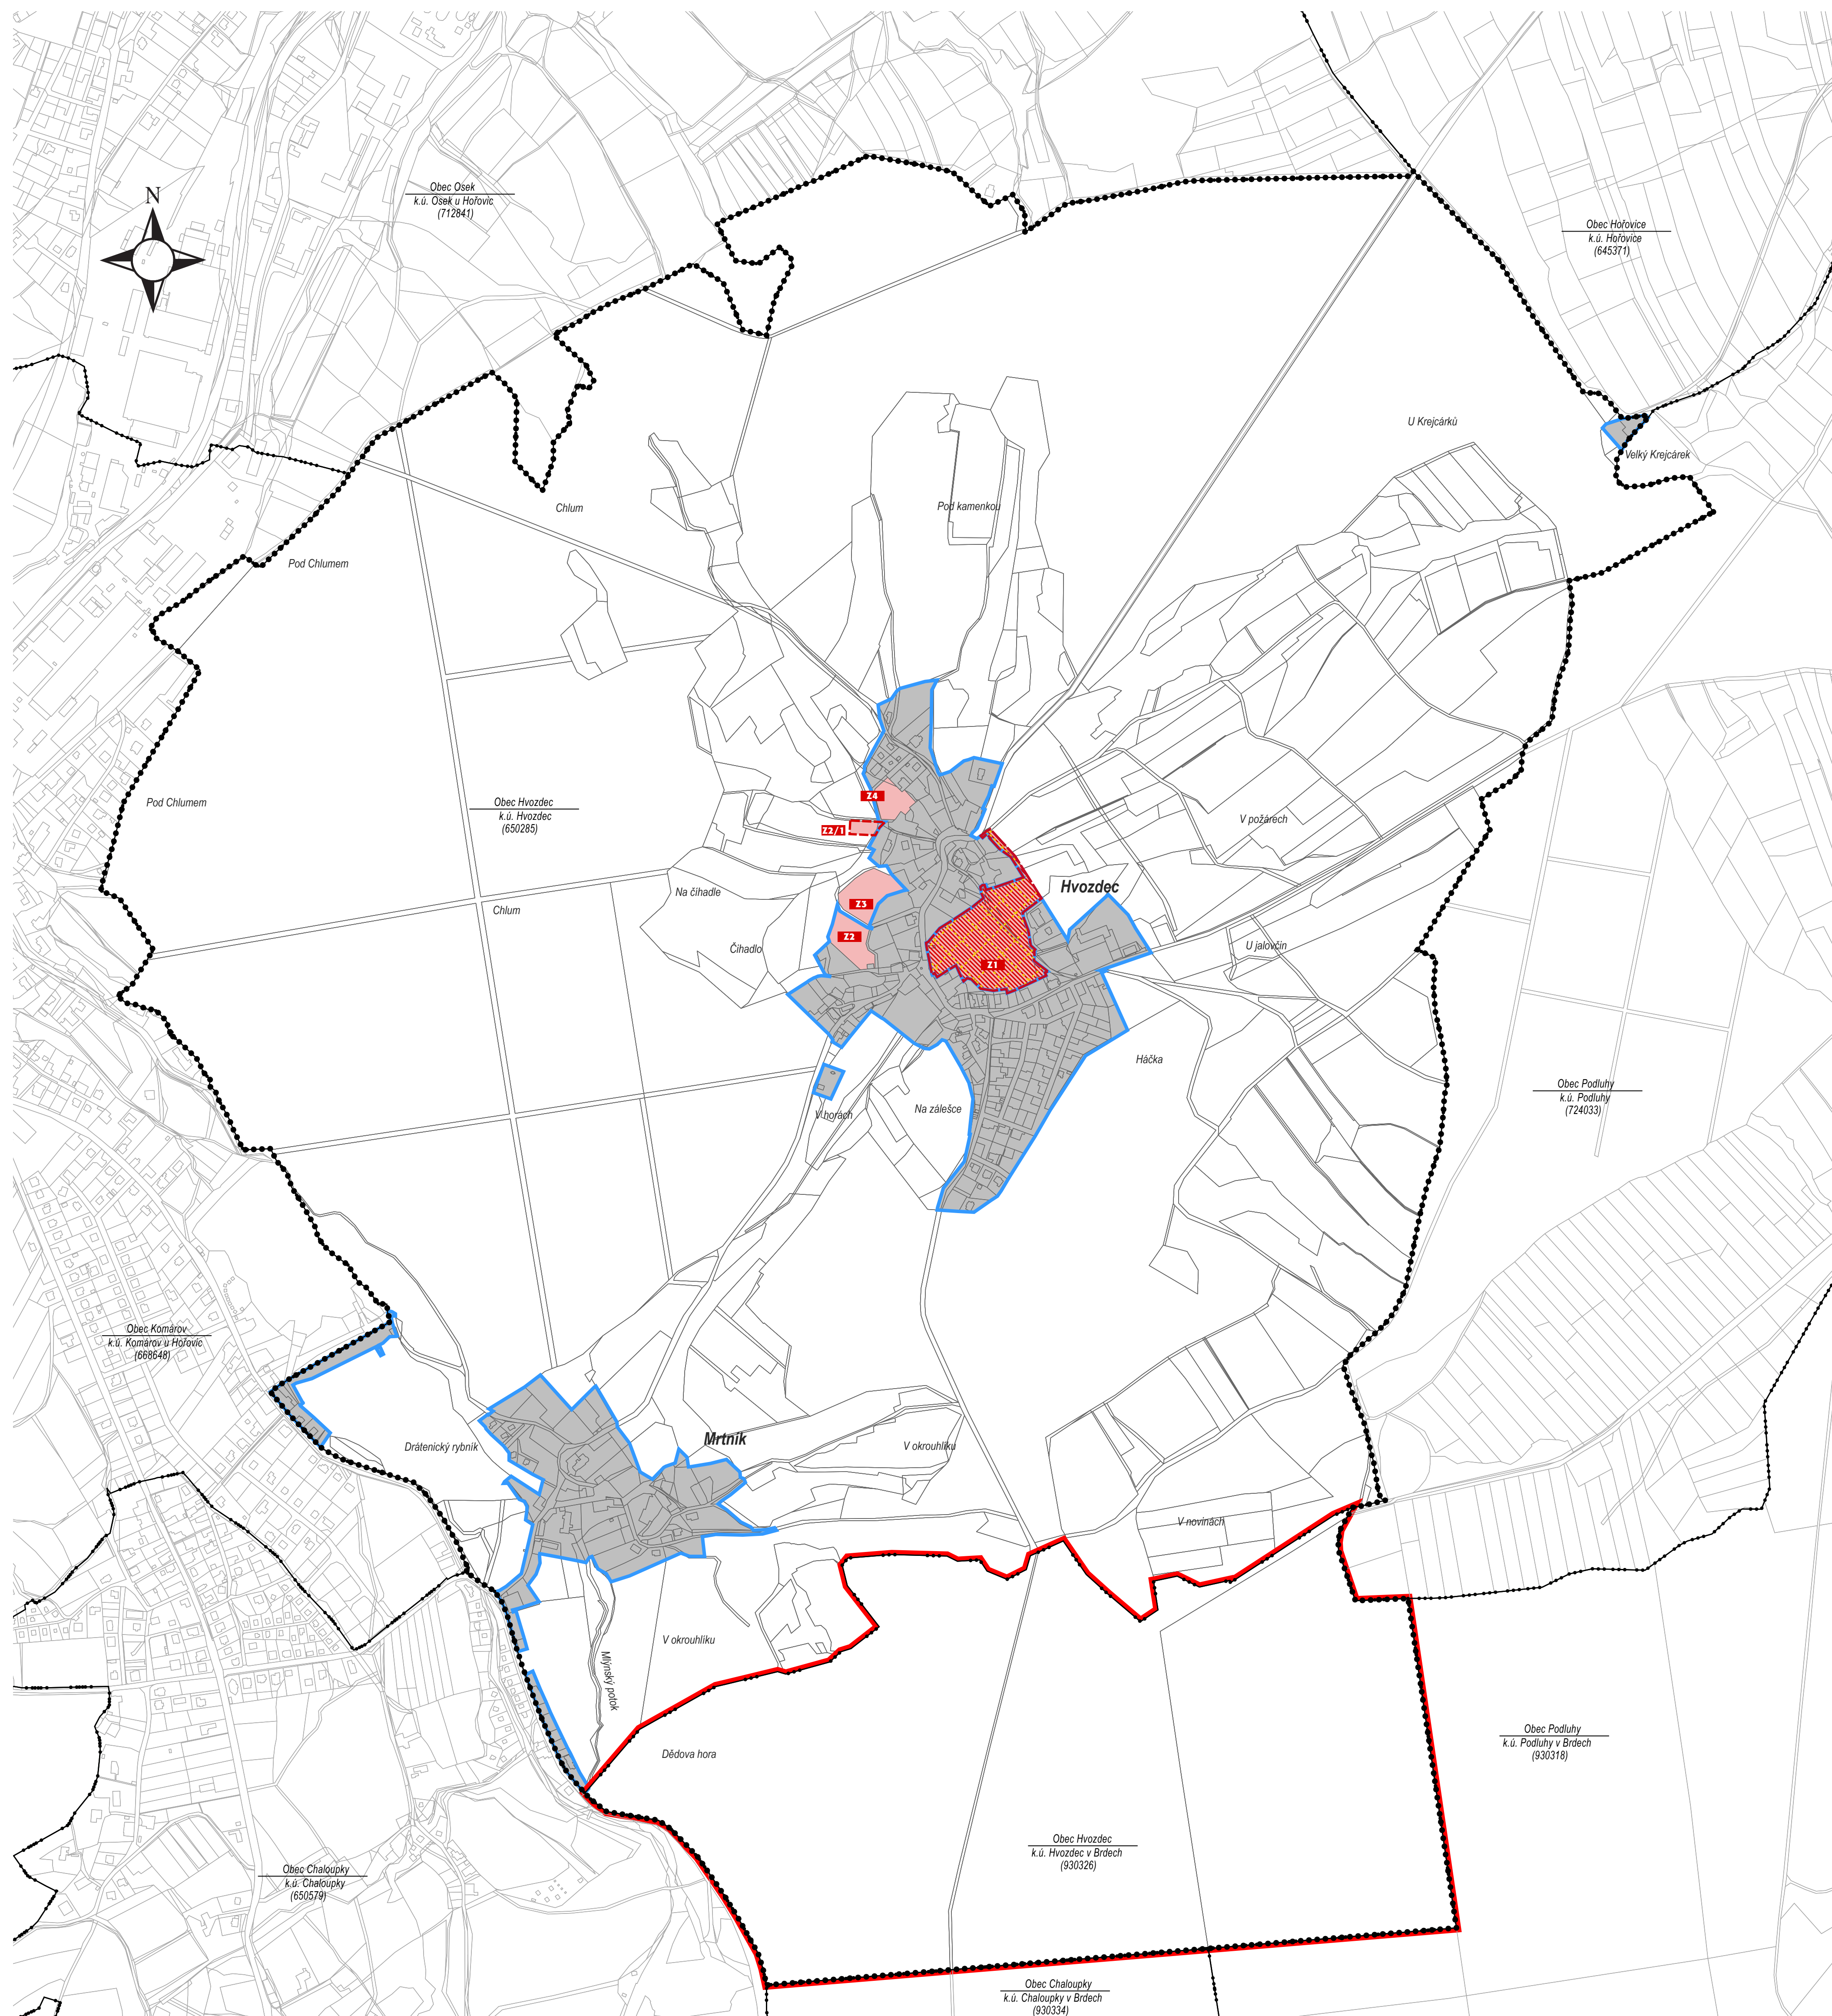 N
Obec Osek
k.ú. Osek u Hořovic
(712841)
Obec Hořovice
k.ú. Hořovice
(645371)
U Krejcárků
Velký Krejcárek
Chlum
Pod kamenkou
Pod Chlumem
Pod Chlumem
Obec Hvozdec
k.ú. Hvozdec
(650285)
Z4
Z2/1
V požárech
Na číhadle
Hvozdec
Z3
Chlum
Z2
Čihadlo
U jalovčin
Z1
Háčka
Obec Podluhy
k.ú. Podluhy
(724033)
V horách
Na zálešce
Obec Komárov
k.ú. Komárov u Hořovic
(668648)
Drátenický rybník
Mrtník
V okrouhlíku
V novinách
V okrouhlíku
Mlýnský potok
Dědova hora
Obec Podluhy
k.ú. Podluhy v Brdech
(930318)
Obec Hvozdec
k.ú. Hvozdec v Brdech
(930326)
Obec Chaloupky
k.ú. Chaloupky
(650579)
Obec Chaloupky
k.ú. Chaloupky v Brdech
(930334)